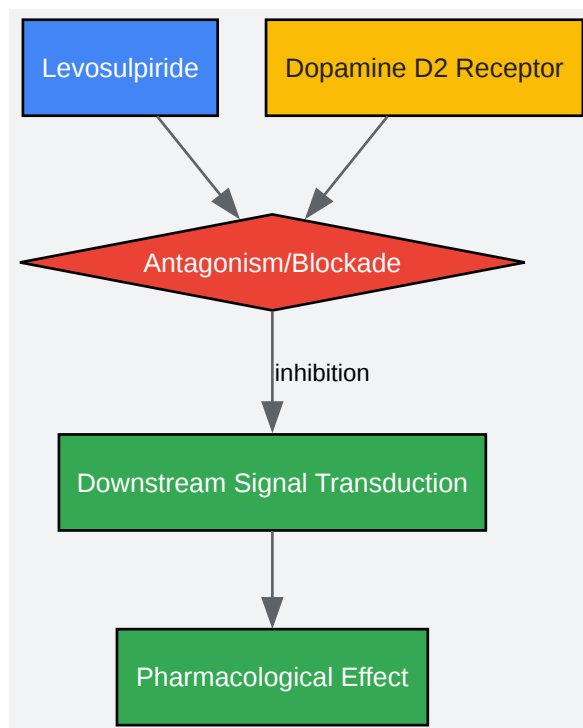 Levosulpiride
Dopamine D2 Receptor
Antagonism/Blockade
inhibition
Downstream Signal Transduction
Pharmacological Effect